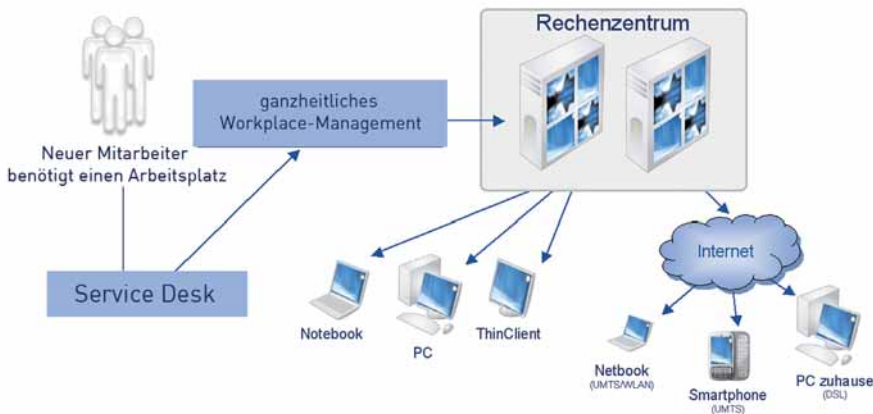 Rechenzentrum
ganzheitliches
Workplace-Management
Neuer Mitarbeiter
benötigt einen Arbeitsplatz
Service Desk
Internet
Notebook
PC
ThinClient
Netbook
(UMTS/WLAN)
Smartphone
(UMTS)
PC zuhause
(DSL)